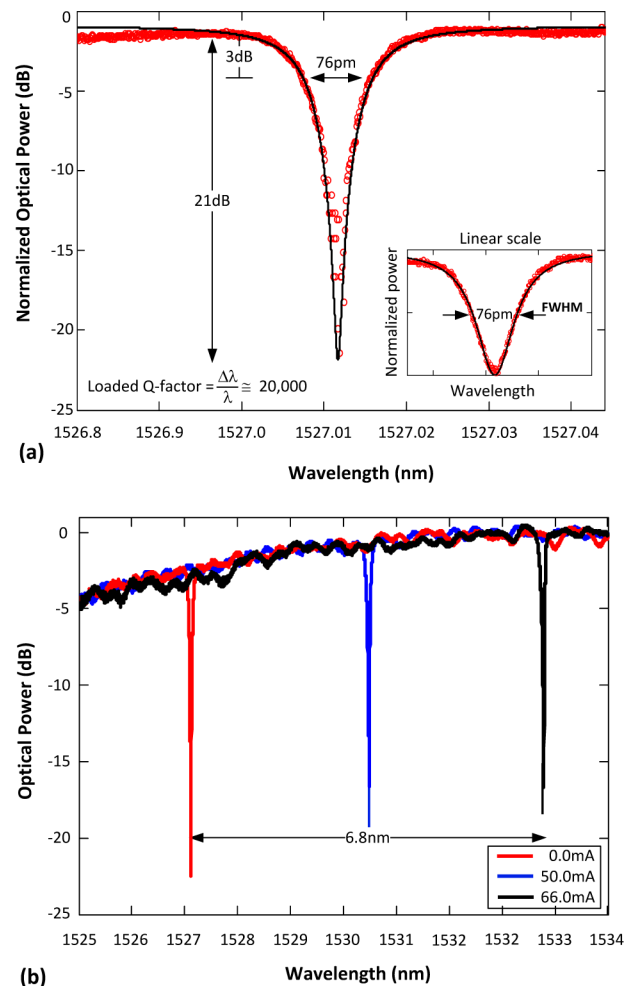 0
3dB
76pm
-5
-10
21dB
-15
-20
-25
Normalized Optical Power (dB)
Linear scale
Normalized power
76pm
FWHM
Wavelength
Loaded Q-factor = Δλ/λ ≅ 20,000
1526.8 1526.9 1527.0 1527.01 1527.02 1527.03 1527.04
(a)
Wavelength (nm)
0
-5
-10
-15
-20
-25
Optical Power (dB)
6.8nm
0.0mA
50.0mA
66.0mA
1525 1526 1527 1528 1529 1530 1531 1532 1533 1534
(b)
Wavelength (nm)